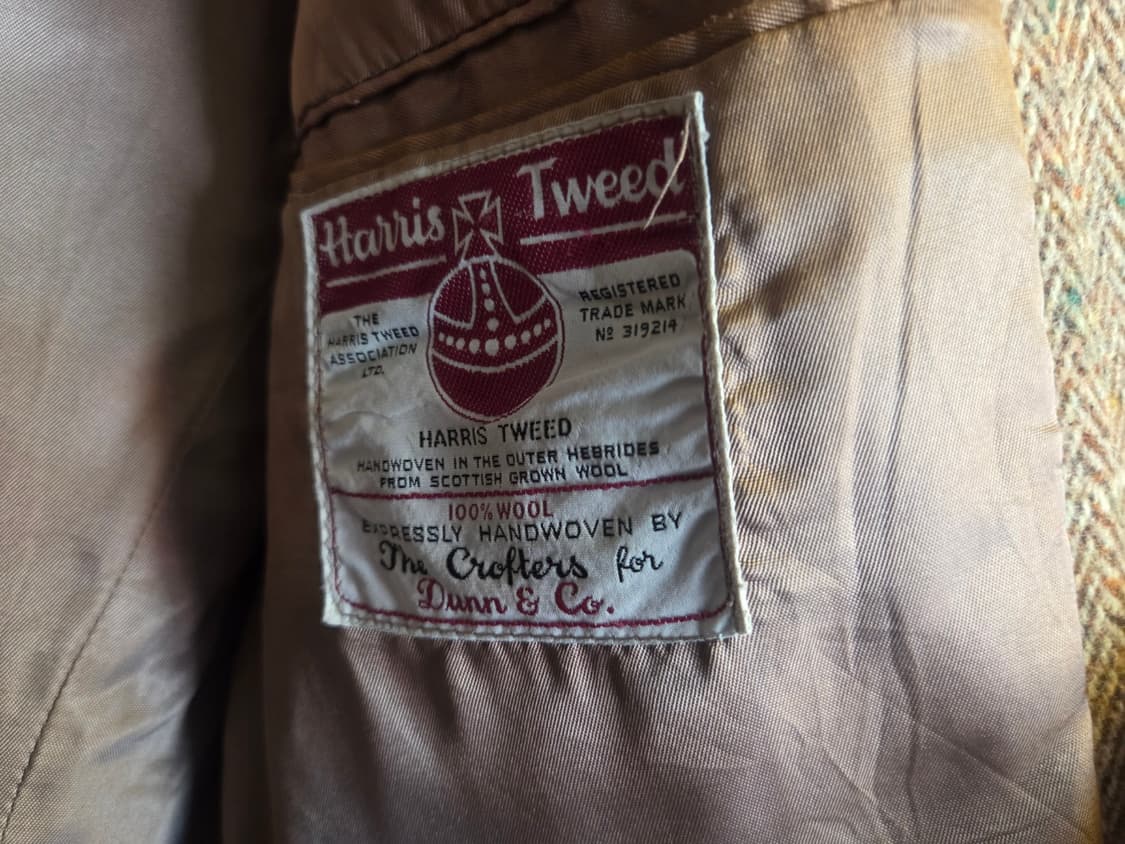 Harris Tweed
THE
HARRIS TWEED
ASSOCIATION
LTD.
REGISTERED
TRADE MARK
Nº 319214
HARRIS TWEED
HANDWOVEN IN THE OUTER HEBRIDES
FROM SCOTTISH GROWN WOOL
100% WOOL
EXPRESSLY HANDWOVEN BY
The Crofters for
Dunn & Co.